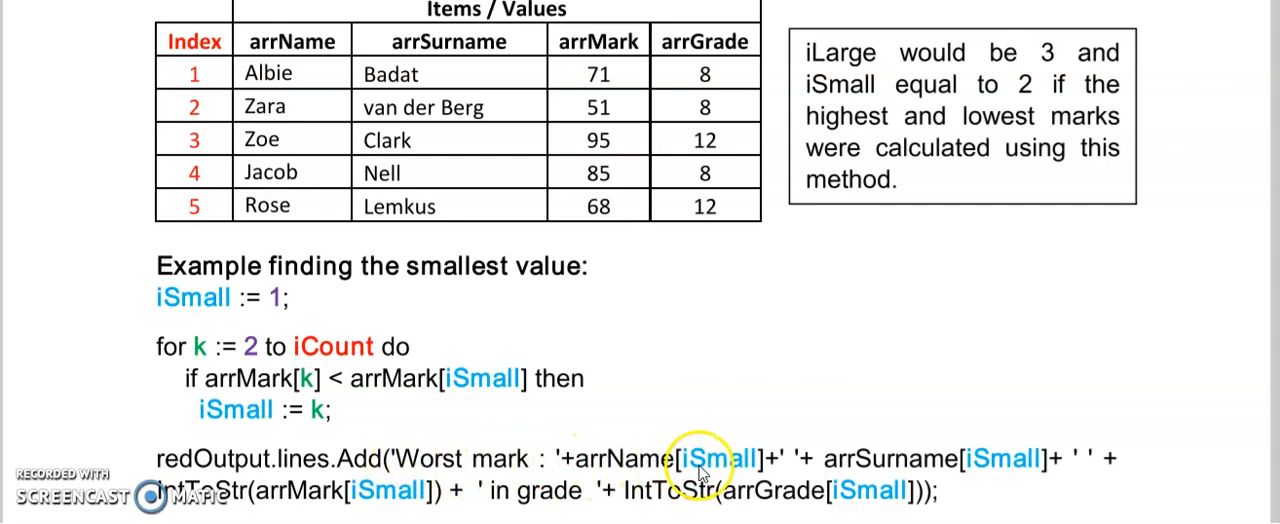 Items / Values
Index arrName arrSurname arrMark arrGrade
1 Albie Badat 71 8
2 Zara van der Berg 51 8
3 Zoe Clark 95 12
4 Jacob Nell 85 8
5 Rose Lemkus 68 12
iLarge would be 3 and
iSmall equal to 2 if the
highest and lowest marks
were calculated using this
method.
Example finding the smallest value:
iSmall := 1;
for k := 2 to iCount do
if arrMark[k] < arrMark[iSmall] then
iSmall := k;
redOutput.lines.Add('Worst mark : '+arrName[iSmall]+' '+ arrSurname[iSmall]+ ' ' +
IntToStr(arrMark[iSmall]) + ' in grade '+ IntToStr(arrGrade[iSmall]));
RECORDED WITH
SCREENCAST MATIC